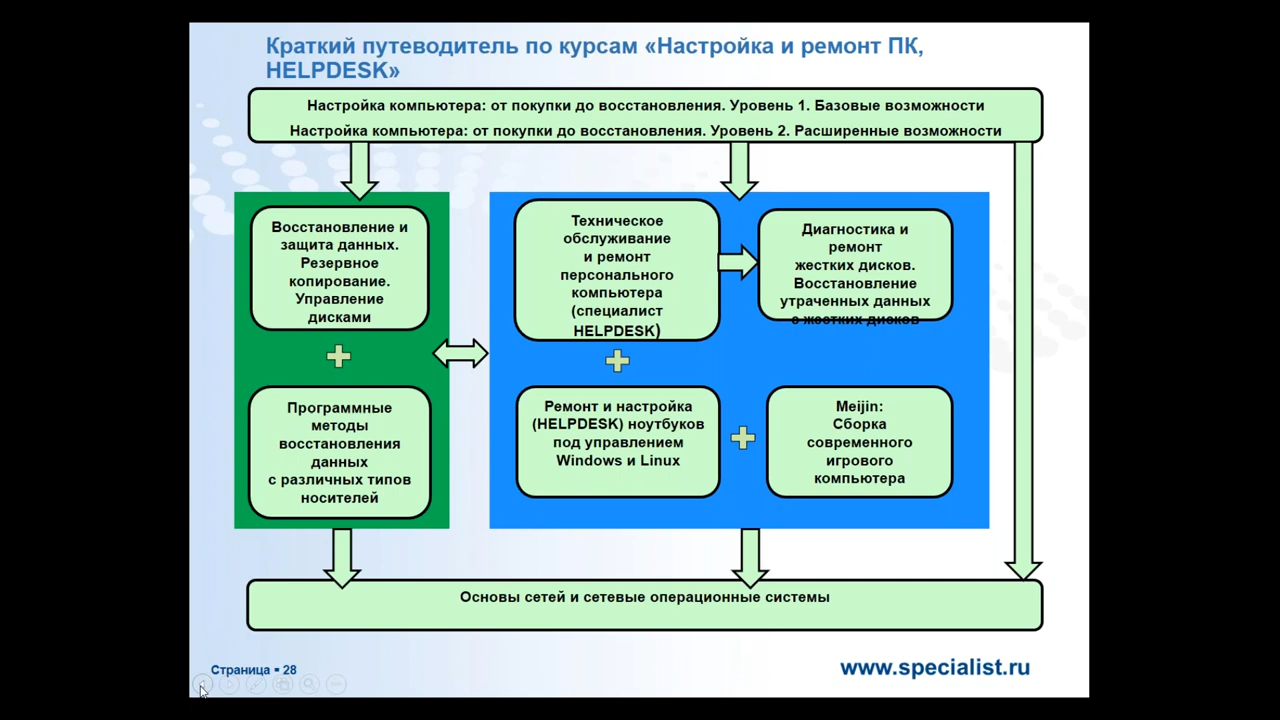 Краткий путеводитель по курсам «Настройка и ремонт ПК,
HELPDESK»
Настройка компьютера: от покупки до восстановления. Уровень 1. Базовые возможности
Настройка компьютера: от покупки до восстановления. Уровень 2. Расширенные возможности
Восстановление и
защита данных.
Резервное
копирование.
Управление
дисками
Программные
методы
восстановления
данных
с различных типов
носителей
Техническое
обслуживание
и ремонт
персонального
компьютера
(специалист
HELPDESK)
Диагностика и
ремонт
жестких дисков.
Восстановление
утраченных данных
с жестких дисков
Ремонт и настройка
(HELPDESK) ноутбуков
под управлением
Windows и Linux
Meijin:
Сборка
современного
игрового
компьютера
Основы сетей и сетевые операционные системы
Страница ▪ 28
www.specialist.ru